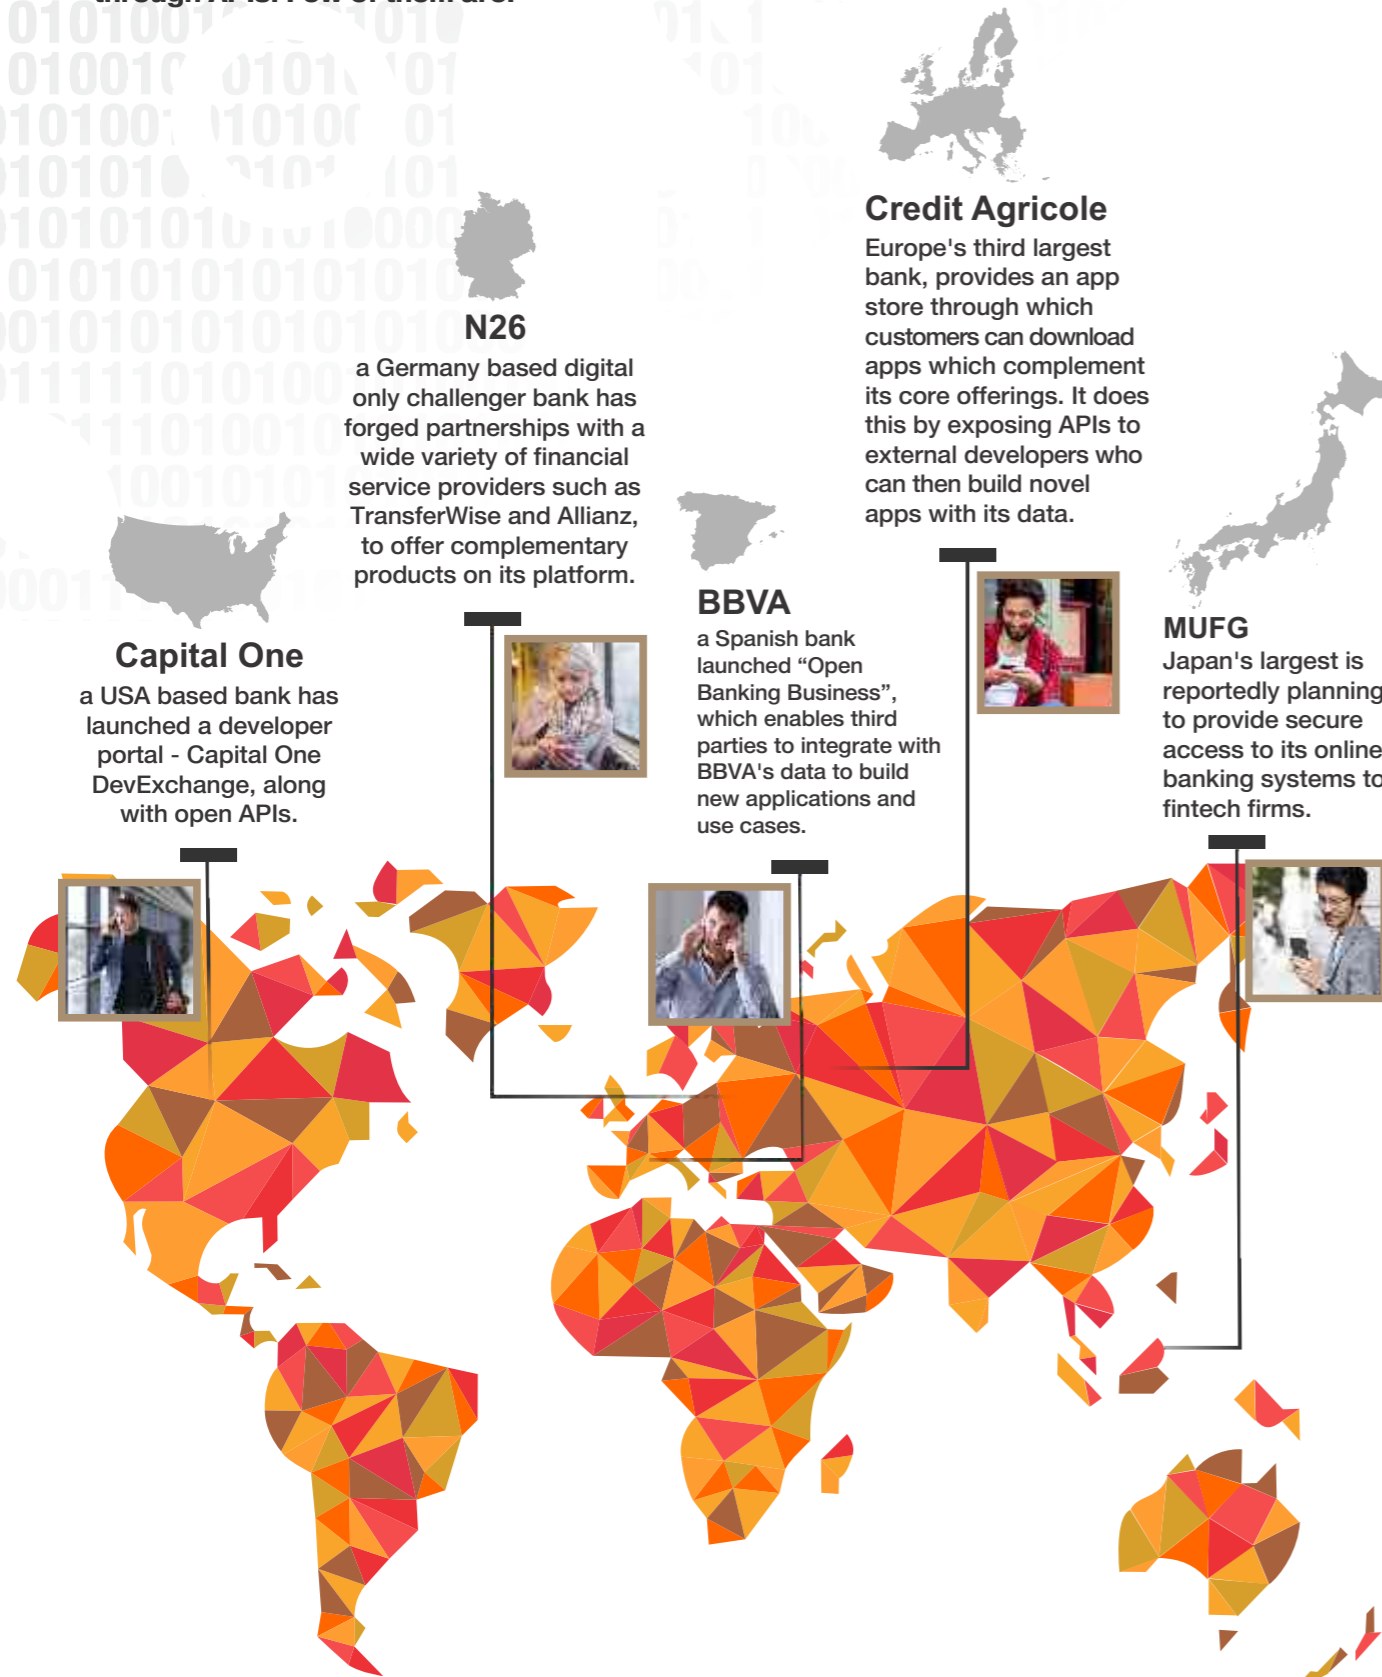 through APIs. Few of them are:
Credit Agricole
Europe's third largest
bank, provides an app
store through which
customers can download
apps which complement
its core offerings. It does
this by exposing APIs to
external developers who
can then build novel
apps with its data.
N26
a Germany based digital
only challenger bank has
forged partnerships with a
wide variety of financial
service providers such as
TransferWise and Allianz,
to offer complementary
products on its platform.
BBVA
a Spanish bank
launched “Open
Banking Business”,
which enables third
parties to integrate with
BBVA's data to build
new applications and
use cases.
MUFG
Japan's largest is
reportedly planning
to provide secure
access to its online
banking systems to
fintech firms.
Capital One
a USA based bank has
launched a developer
portal - Capital One
DevExchange, along
with open APIs.